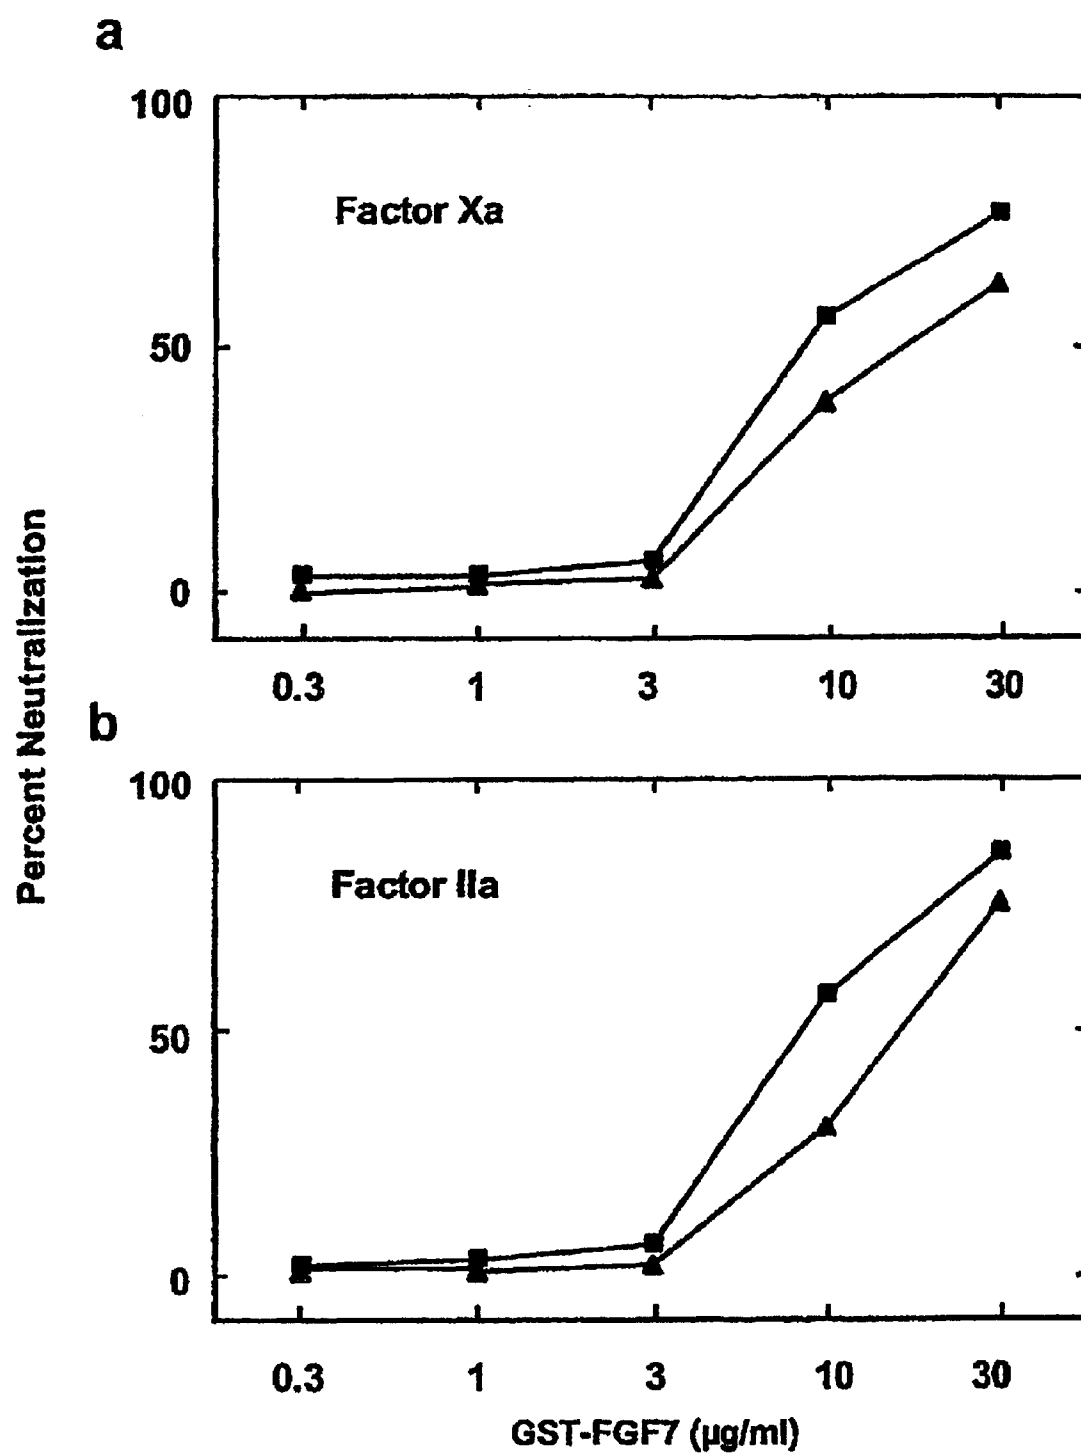 a
100
Factor Xa
50
0
0.3 1 3 10 30
Percent Neutralization
b
100
Factor IIa
50
0
0.3 1 3 10 30
GST-FGF7 (µg/ml)